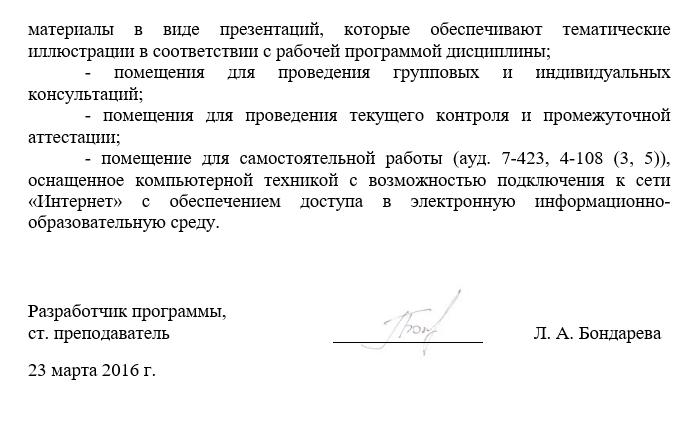 материалы в виде презентаций, которые обеспечивают тематические
иллюстрации в соответствии с рабочей программой дисциплины;
- помещения для проведения групповых и индивидуальных
консультаций;
- помещения для проведения текущего контроля и промежуточной
аттестации;
- помещение для самостоятельной работы (ауд. 7-423, 4-108 (3, 5)),
оснащенное компьютерной техникой с возможностью подключения к сети
«Интернет» с обеспечением доступа в электронную информационно-
образовательную среду.
Разработчик программы,
ст. преподаватель Л. А. Бондарева
23 марта 2016 г.